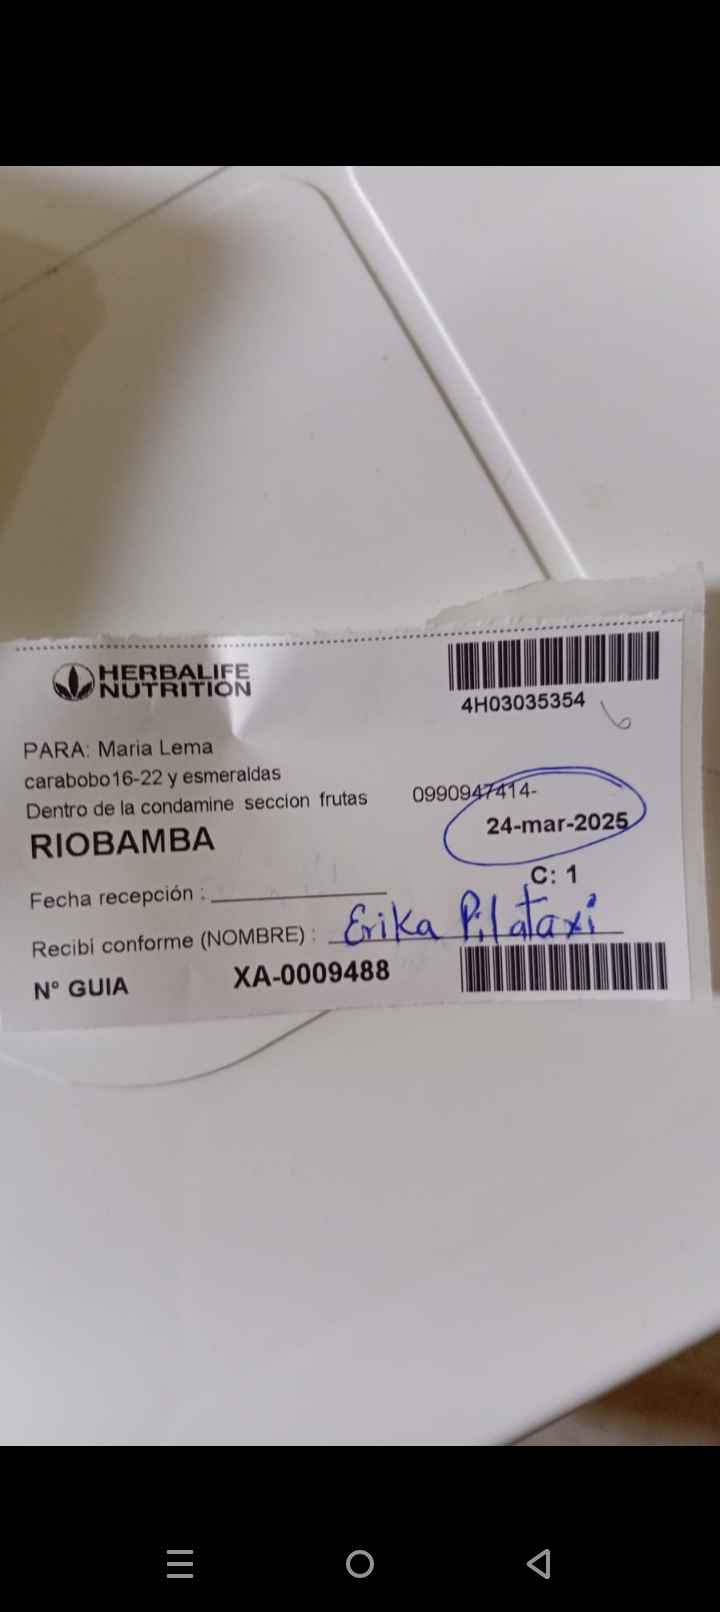 HERBALIFE
NUTRITION
4H03035354
PARA: Maria Lema
carabobo16-22 y esmeraldas
Dentro de la condamine seccion frutas 0990947414-
RIOBAMBA 24-mar-2025
C: 1
Fecha recepción :
Recibí conforme (NOMBRE) : Erika Pilataxi
N° GUIA XA-0009488